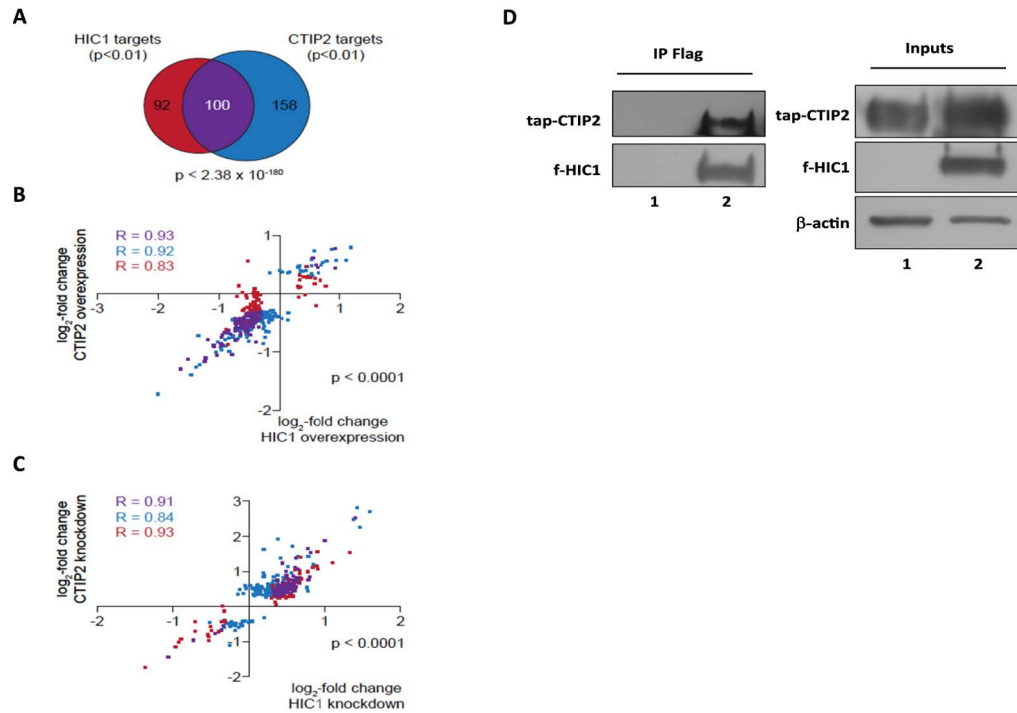 A
HIC1 targets
(p<0.01)
CTIP2 targets
(p<0.01)
92
100
158
p < 2.38 x 10-180
B
R = 0.93
R = 0.92
R = 0.83
log2-fold change
CTIP2 overexpression
1
-3
-2
-1
1
2
-1
-2
p < 0.0001
log2-fold change
HIC1 overexpression
C
R = 0.91
R = 0.84
R = 0.93
log2-fold change
CTIP2 knockdown
3
2
1
-2
-1
1
2
-1
-2
p < 0.0001
log2-fold change
HIC1 knockdown
D
IP Flag
tap-CTIP2
f-HIC1
1
2
Inputs
tap-CTIP2
f-HIC1
β-actin
1
2